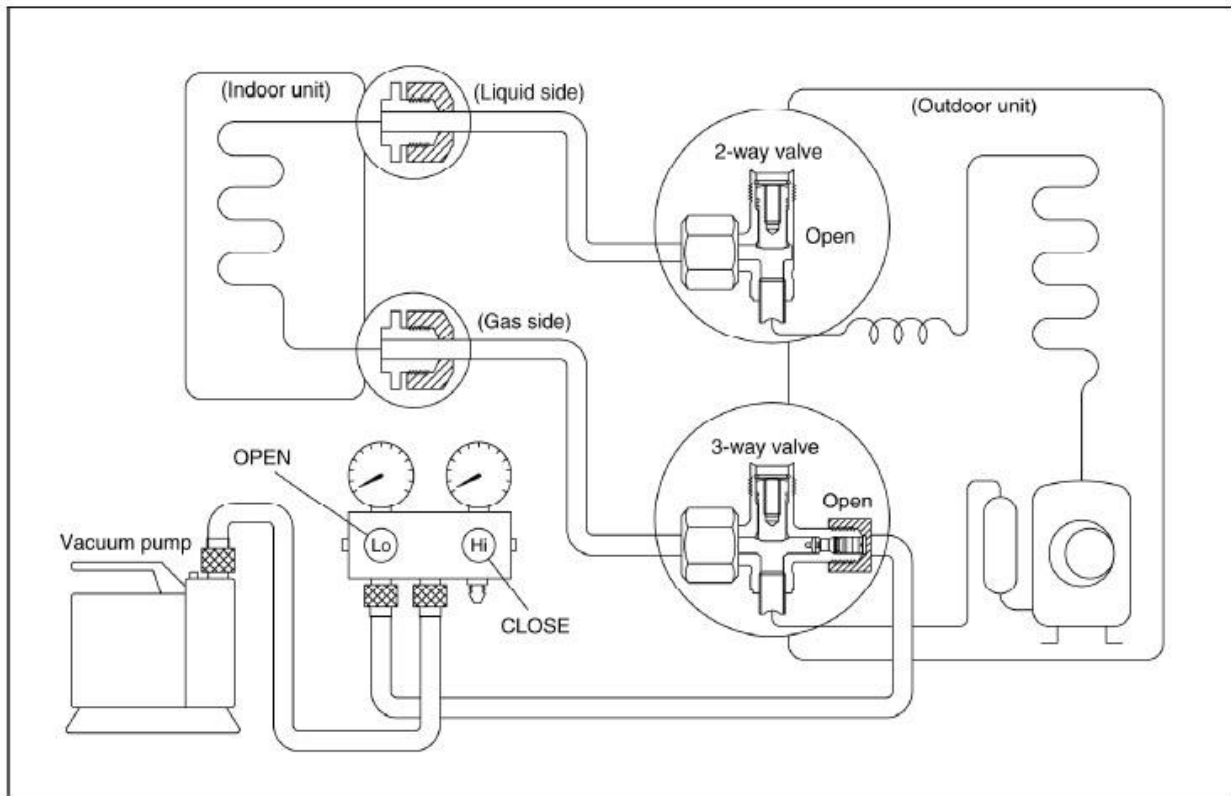 (Indoor unit)
(Liquid side)
(Outdoor unit)
2-way valve
Open
(Gas side)
3-way valve
OPEN
Open
Vacuum pump
Lo
Hi
CLOSE